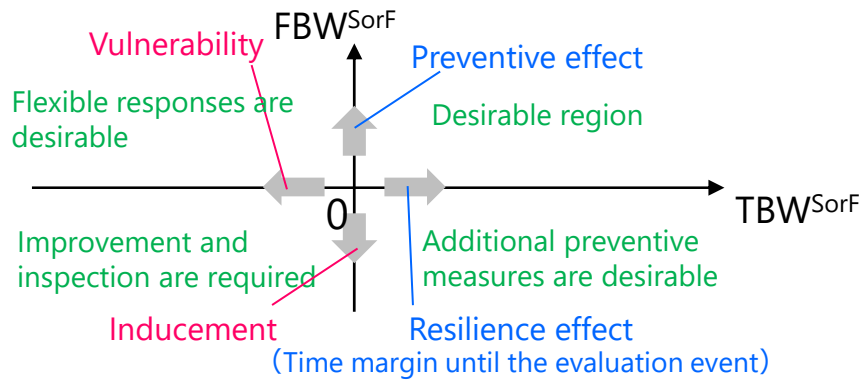 FBW^SorF
Vulnerability
Preventive effect
Flexible responses are
desirable
Desirable region
0
TBW^SorF
Improvement and
inspection are required
Additional preventive
measures are desirable
Inducement
Resilience effect
（Time margin until the evaluation event）